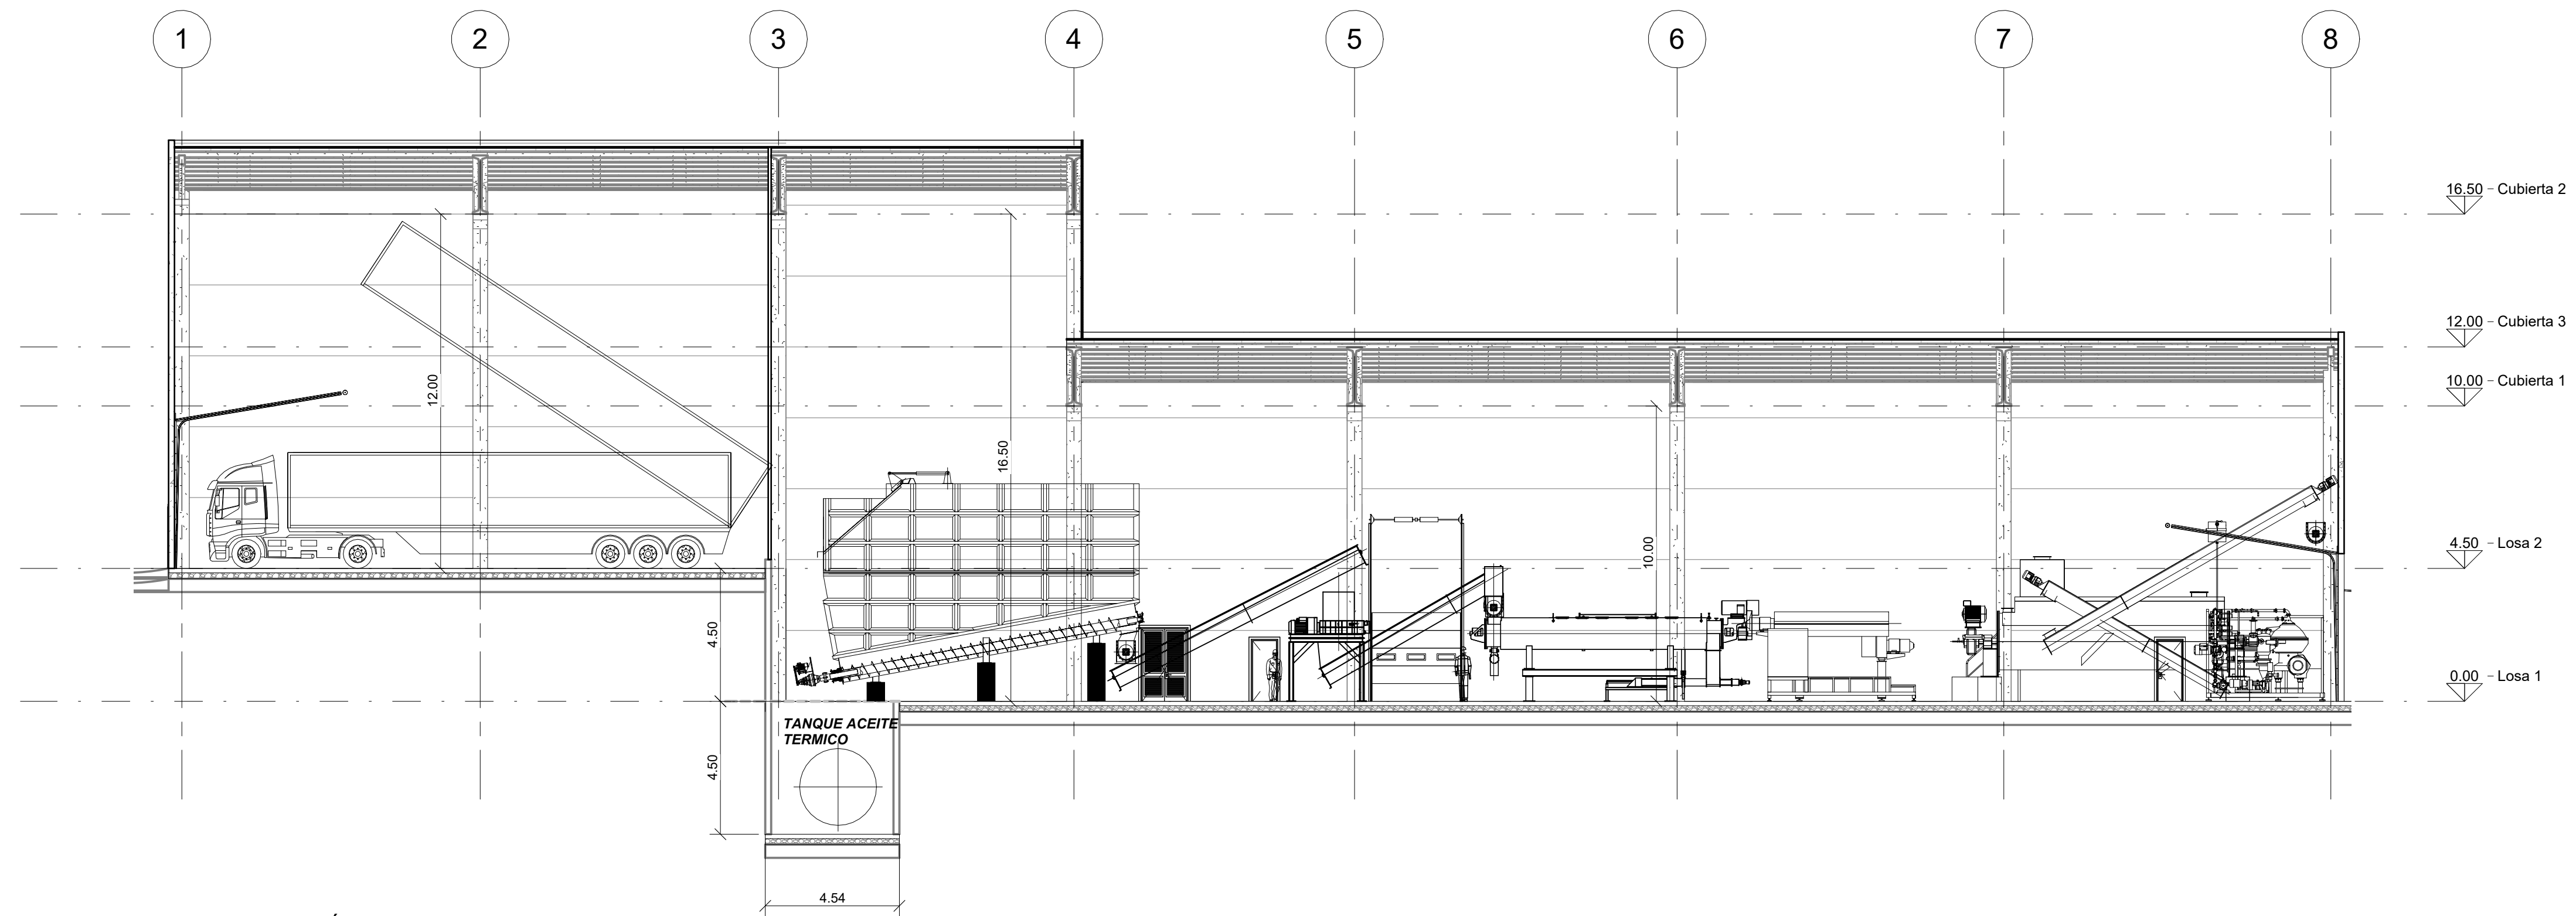 1 2 3 4 5 6 7 8
16.50 - Cubierta 2
12.00 - Cubierta 3
10.00 - Cubierta 1
12.00
16.50
10.00
4.50 - Losa 2
4.50
0.00 - Losa 1
TANQUE ACEITE
TERMICO
4.50
4.54